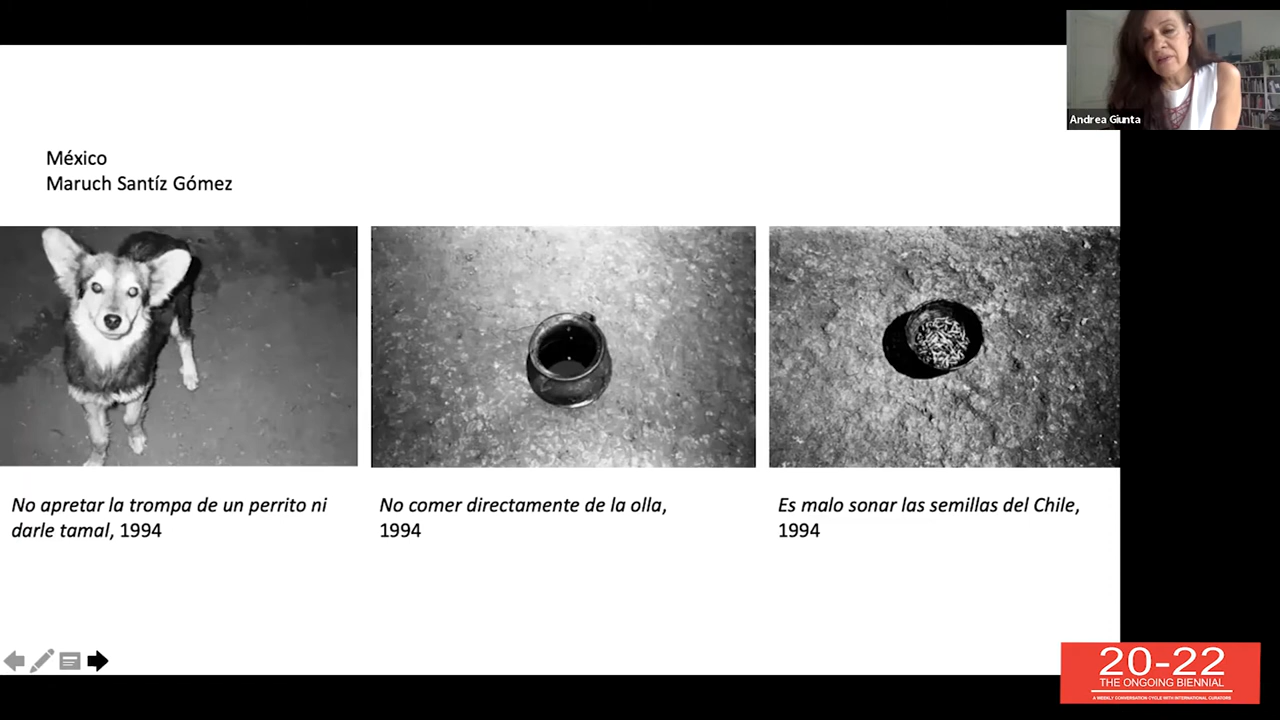 Andrea Giunta
México
Maruch Santíz Gómez
No apretar la trompa de un perrito ni
darle tamal, 1994
No comer directamente de la olla,
1994
Es malo sonar las semillas del Chile,
1994
20-22
THE ONGOING BIENNIAL
A WEEKLY CONVERSATION CYCLE WITH INTERNATIONAL CURATORS